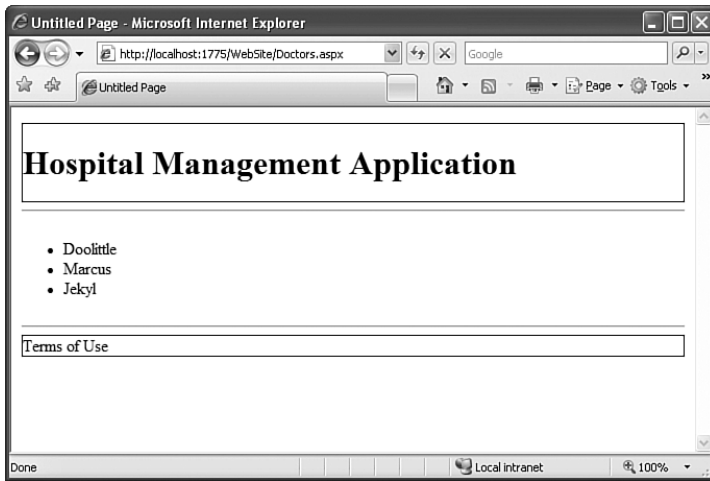 Untitled Page - Microsoft Internet Explorer
http://localhost:1775/WebSite/Doctors.aspx
Google
Untitled Page
Page
Tools
Hospital Management Application
• Doolittle
• Marcus
• Jekyl
Terms of Use
Done
Local intranet
100%